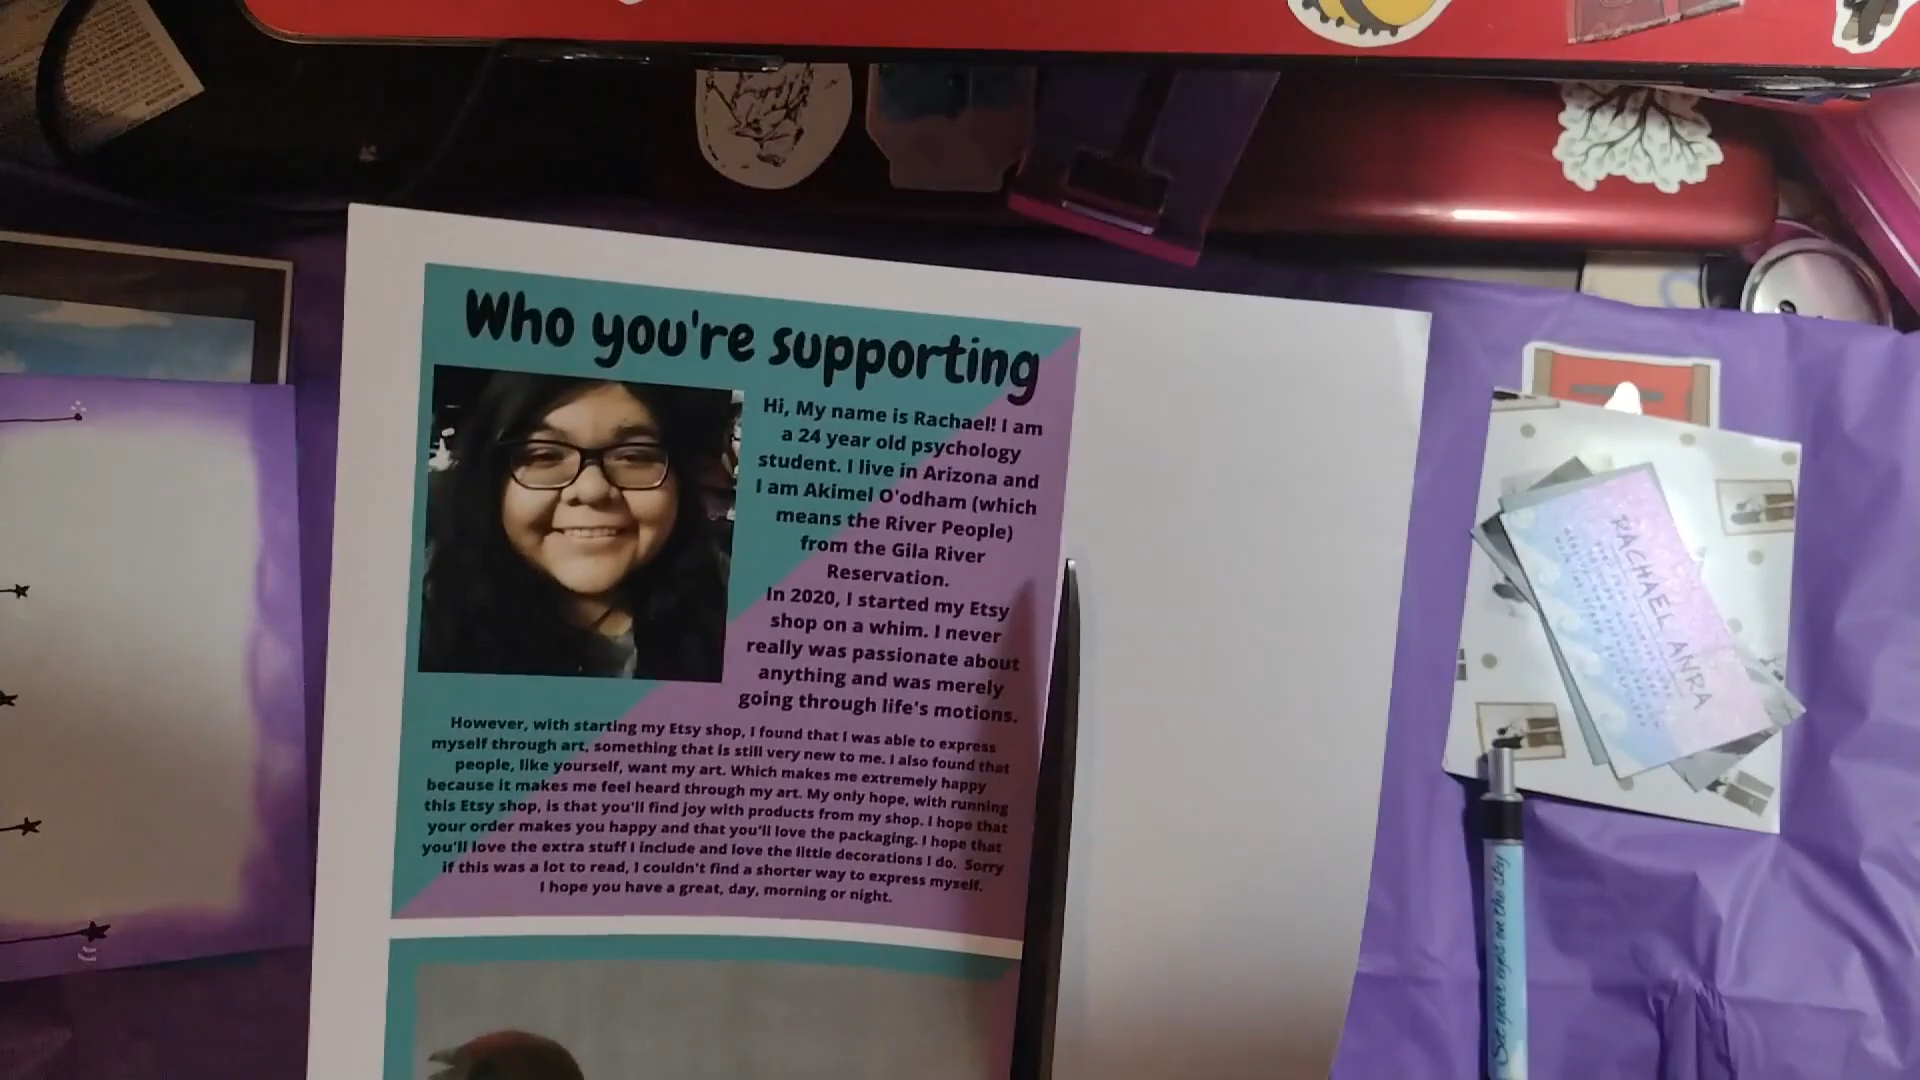 Who you're supporting
Hi, My name is Rachael! I am
a 24 year old psychology
student. I live in Arizona and
I am Akimel O'odham (which
means the River People)
from the Gila River
Reservation.
In 2020, I started my Etsy
shop on a whim. I never
really was passionate about
anything and was merely
going through life's motions.
However, with starting my Etsy shop, I found that I was able to express
myself through art, something that is still very new to me. I also found that
people, like yourself, want my art. Which makes me extremely happy
because it makes me feel heard through my art. My only hope, with running
this Etsy shop, is that you'll find joy with products from my shop. I hope that
your order makes you happy and that you'll love the packaging. I hope that
you'll love the extra stuff I include and love the little decorations I do. Sorry
if this was a lot to read, I couldn't find a shorter way to express myself.
I hope you have a great, day, morning or night.
RACHAEL ANRA
Set your eyes on the sky